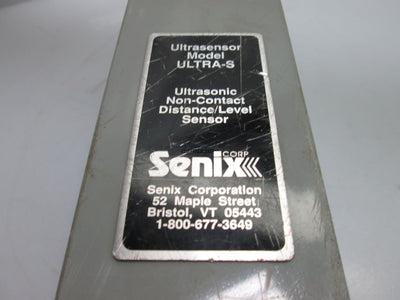 Ultrasensor
Model
ULTRA-S
Ultrasonic
Non-Contact
Distance/Level
Sensor
Senix CORP
Senix Corporation
52 Maple Street
Bristol, VT 05443
1-800-677-3649